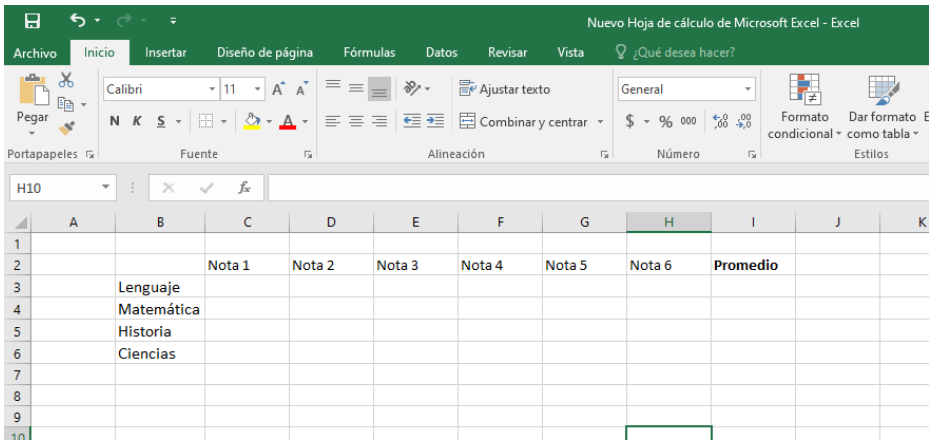 Nuevo Hoja de cálculo de Microsoft Excel - Excel
Archivo Inicio Insertar Diseño de página Fórmulas Datos Revisar Vista ¿Qué desea hacer?
Calibri 11 A A Ajustar texto General
Pegar N K S A Combinar y centrar $ % 000 Formato condicional Dar formato como tabla E
Portapapeles Fuente Alineación Número Estilos
H10 fx
A B C D E F G H I J K
1
2 Nota 1 Nota 2 Nota 3 Nota 4 Nota 5 Nota 6 Promedio
3 Lenguaje
4 Matemática
5 Historia
6 Ciencias
7
8
9
10